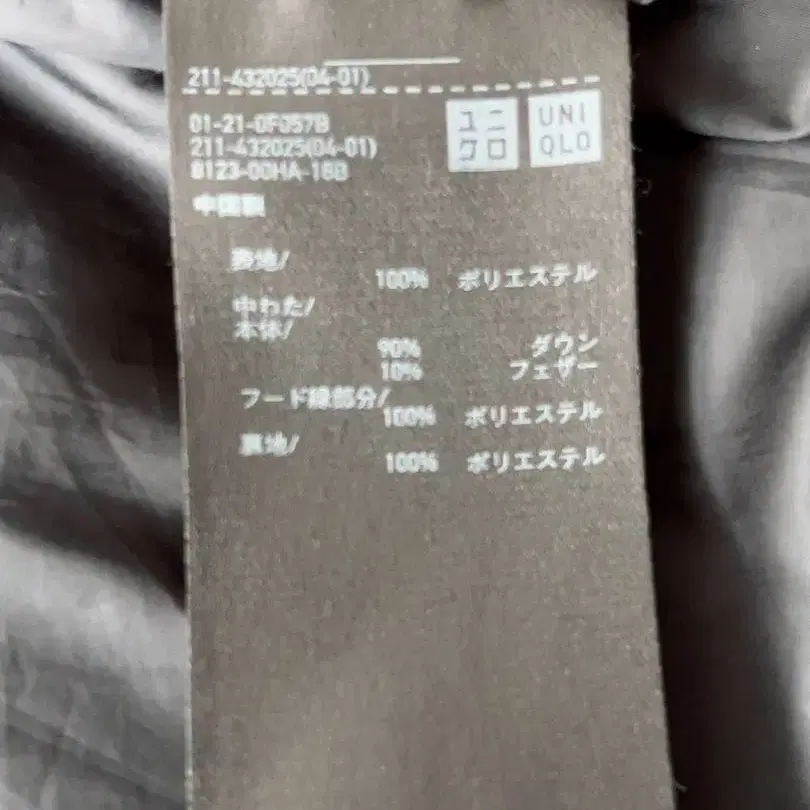 211-432025(04-01)
ユニ
クロ
UNI
QLO
01-21-0F057B
211-432025(04-01)
8123-00HA-18B
中国製
表地/
100% ポリエステル
中わた/
本体/
90% ダウン
10% フェザー
フード縁部分/
100% ポリエステル
裏地/
100% ポリエステル